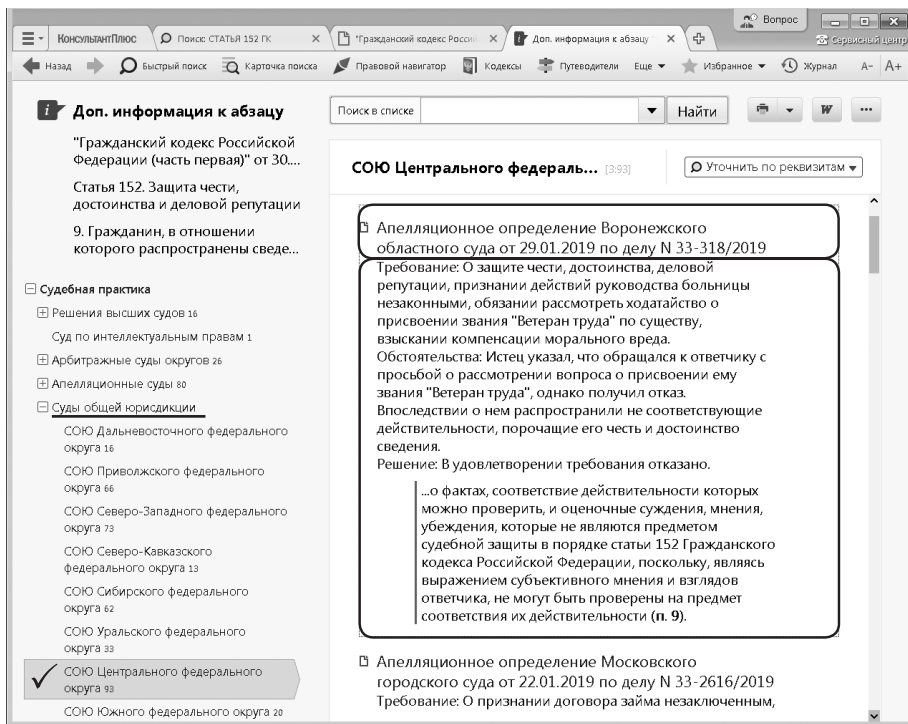 Вопрос
КонсультантПлюс
Поиск: СТАТЬЯ 152 ГК
"Гражданский кодекс Россий
Доп. информация к абзацу
Сервисный центр
Назад
Быстрый поиск
Карточка поиска
Правовой навигатор
Кодексы
Путеводители
Еще
Избранное
Журнал
А−
А+
Доп. информация к абзацу
"Гражданский кодекс Российской
Федерации (часть первая)" от 30....
Статья 152. Защита чести,
достоинства и деловой репутации
9. Гражданин, в отношении
которого распространены сведе...
Судебная практика
Решения высших судов 16
Суд по интеллектуальным правам 1
Арбитражные суды округов 26
Апелляционные суды 80
Суды общей юрисдикции
СОЮ Дальневосточного федерального
округа 16
СОЮ Приволжского федерального
округа 66
СОЮ Северо-Западного федерального
округа 73
СОЮ Северо-Кавказского
федерального округа 13
СОЮ Сибирского федерального
округа 62
СОЮ Уральского федерального
округа 33
СОЮ Центрального федерального
округа 93
СОЮ Южного федерального округа 20
Поиск в списке
Найти
W
СОЮ Центрального федераль... [3:93]
Уточнить по реквизитам
Апелляционное определение Воронежского
областного суда от 29.01.2019 по делу N 33-318/2019
Требование: О защите чести, достоинства, деловой
репутации, признании действий руководства больницы
незаконными, обязании рассмотреть ходатайство о
присвоении звания "Ветеран труда" по существу,
взыскании компенсации морального вреда.
Обстоятельства: Истец указал, что обращался к ответчику с
просьбой о рассмотрении вопроса о присвоении ему
звания "Ветеран труда", однако получил отказ.
Впоследствии о нем распространили не соответствующие
действительности, порочащие его честь и достоинство
сведения.
Решение: В удовлетворении требования отказано.
...о фактах, соответствие действительности которых
можно проверить, и оценочные суждения, мнения,
убеждения, которые не являются предметом
судебной защиты в порядке статьи 152 Гражданского
кодекса Российской Федерации, поскольку, являясь
выражением субъективного мнения и взглядов
ответчика, не могут быть проверены на предмет
соответствия их действительности (п. 9).
Апелляционное определение Московского
городского суда от 22.01.2019 по делу N 33-2616/2019
Требование: О признании договора займа незаключенным,